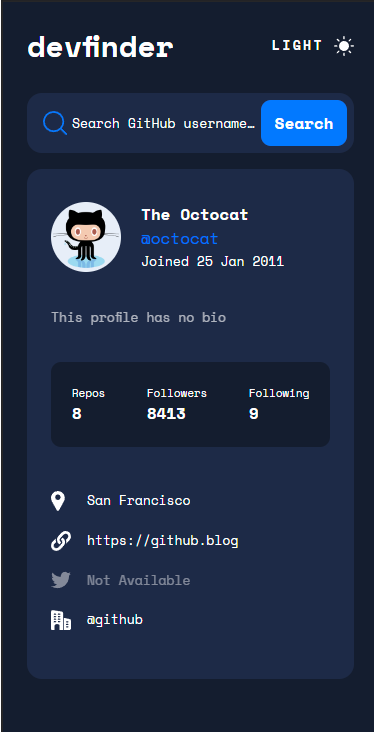 devfinder
LIGHT
Search GitHub username…
Search
The Octocat
@octocat
Joined 25 Jan 2011
This profile has no bio
Repos Followers Following
8 8413 9
San Francisco
https://github.blog
Not Available
@github